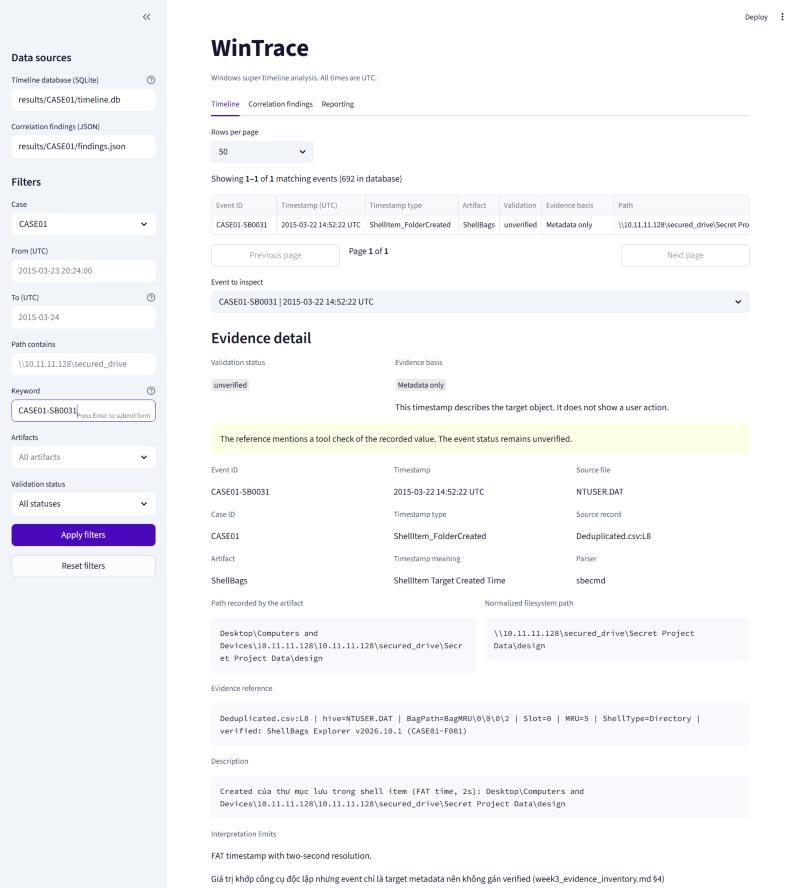 Deploy
Data sources
Timeline database (SQLite)
results/CASE01/timeline.db
Correlation findings (JSON)
results/CASE01/findings.json
Filters
Case
CASE01
From (UTC)
2015-03-23 20:24:00
To (UTC)
2015-03-24
Path contains
\\10.11.11.128\secured_drive
Keyword
CASE01-SB0031
Press Enter to submit form
Artifacts
All artifacts
Validation status
All statuses
Apply filters
Reset filters
WinTrace
Windows super timeline analysis. All times are UTC.
Timeline Correlation findings Reporting
Rows per page
50
Showing 1–1 of 1 matching events (692 in database)
Event ID Timestamp (UTC) Timestamp type Artifact Validation Evidence basis Path
CASE01-SB0031 2015-03-22 14:52:22 UTC ShellItem_FolderCreated ShellBags unverified Metadata only \\10.11.11.128\secured_drive\Secret Pro
Previous page Page 1 of 1 Next page
Event to inspect
CASE01-SB0031 | 2015-03-22 14:52:22 UTC
Evidence detail
Validation status Evidence basis
unverified Metadata only
This timestamp describes the target object. It does not show a user action.
The reference mentions a tool check of the recorded value. The event status remains unverified.
Event ID Timestamp Source file
CASE01-SB0031 2015-03-22 14:52:22 UTC NTUSER.DAT
Case ID Timestamp type Source record
CASE01 ShellItem_FolderCreated Deduplicated.csv:L8
Artifact Timestamp meaning Parser
ShellBags ShellItem Target Created Time sbecmd
Path recorded by the artifact
Desktop\Computers and
Devices\10.11.11.128\10.11.11.128\secured_drive\Secr
et Project Data\design
Normalized filesystem path
\\10.11.11.128\secured_drive\Secret Project
Data\design
Evidence reference
Deduplicated.csv:L8 | hive=NTUSER.DAT | BagPath=BagMRU\0\0\0\2 | Slot=0 | MRU=5 | ShellType=Directory |
verified: ShellBags Explorer v2026.10.1 (CASE01-F001)
Description
Created của thư mục lưu trong shell item (FAT time, 2s): Desktop\Computers and
Devices\10.11.11.128\10.11.11.128\secured_drive\Secret Project Data\design
Interpretation limits
FAT timestamp with two-second resolution.
Giá trị khớp công cụ độc lập nhưng event chỉ là target metadata nên không gán verified (week3_evidence_inventory.md §4)